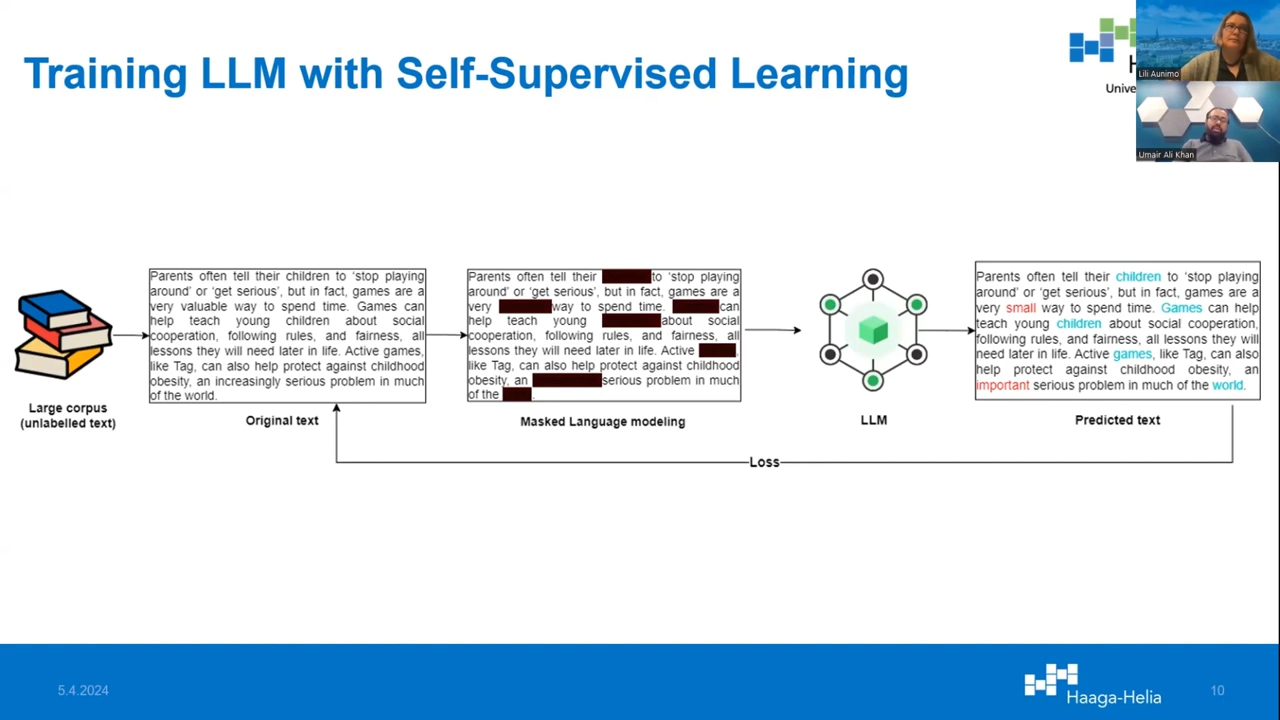 Training LLM with Self-Supervised Learning
H
Unive
Lili Aunimo
Umair Ali Khan
Large corpus
(unlabelled text)
Parents often tell their children to ‘stop playing
around’ or ‘get serious’, but in fact, games are a
very valuable way to spend time. Games can
help teach young children about social
cooperation, following rules, and fairness, all
lessons they will need later in life. Active games,
like Tag, can also help protect against childhood
obesity, an increasingly serious problem in much
of the world.
Original text
Parents often tell their to ‘stop playing
around’ or ‘get serious’, but in fact, games are a
very way to spend time. can
help teach young about social
cooperation, following rules, and fairness, all
lessons they will need later in life. Active ,
like Tag, can also help protect against childhood
obesity, an serious problem in much
of the .
Masked Language modeling
LLM
Parents often tell their children to ‘stop playing
around’ or ‘get serious’, but in fact, games are a
very small way to spend time. Games can help
teach young children about social cooperation,
following rules, and fairness, all lessons they will
need later in life. Active games, like Tag, can also
help protect against childhood obesity, an
important serious problem in much of the world.
Predicted text
Loss
5.4.2024
Haaga-Helia
10